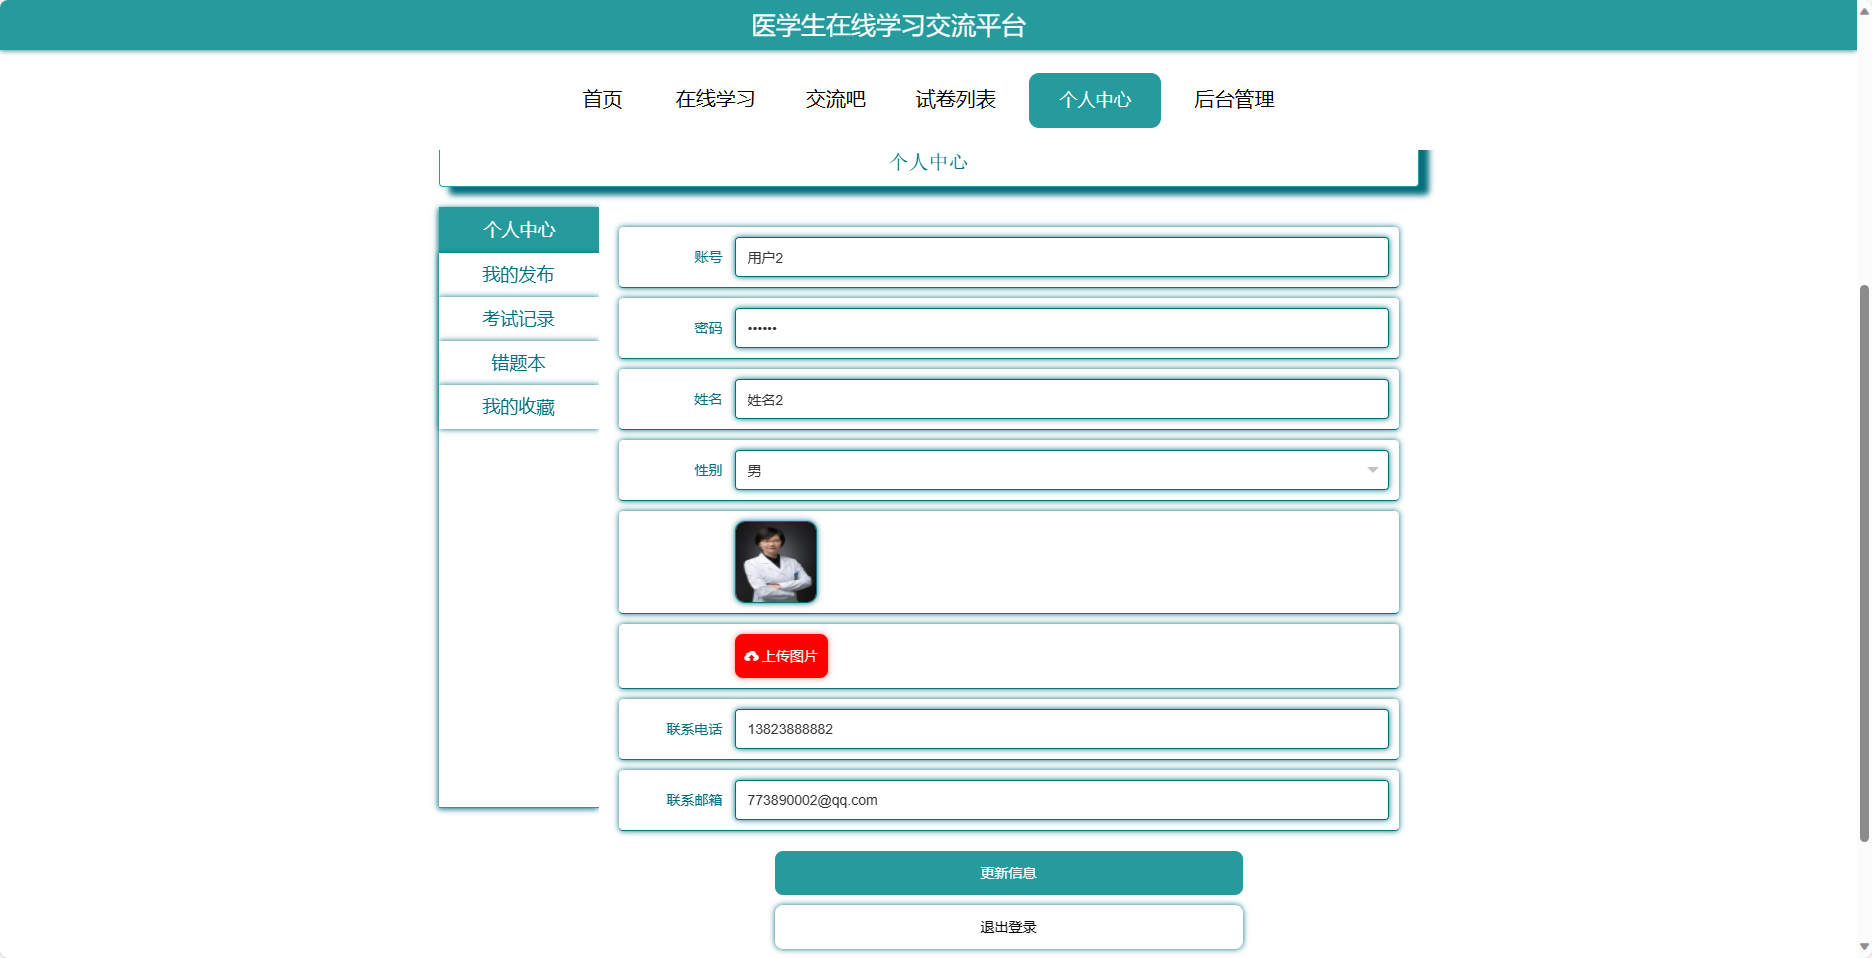 医学生在线学习交流平台
首页 在线学习 交流吧 试卷列表 个人中心 后台管理
个人中心
个人中心
我的发布
考试记录
错题本
我的收藏
账号 用户2
密码 ••••••
姓名 姓名2
性别 男
上传图片
联系电话 13823888882
联系邮箱 773890002@qq.com
更新信息
退出登录